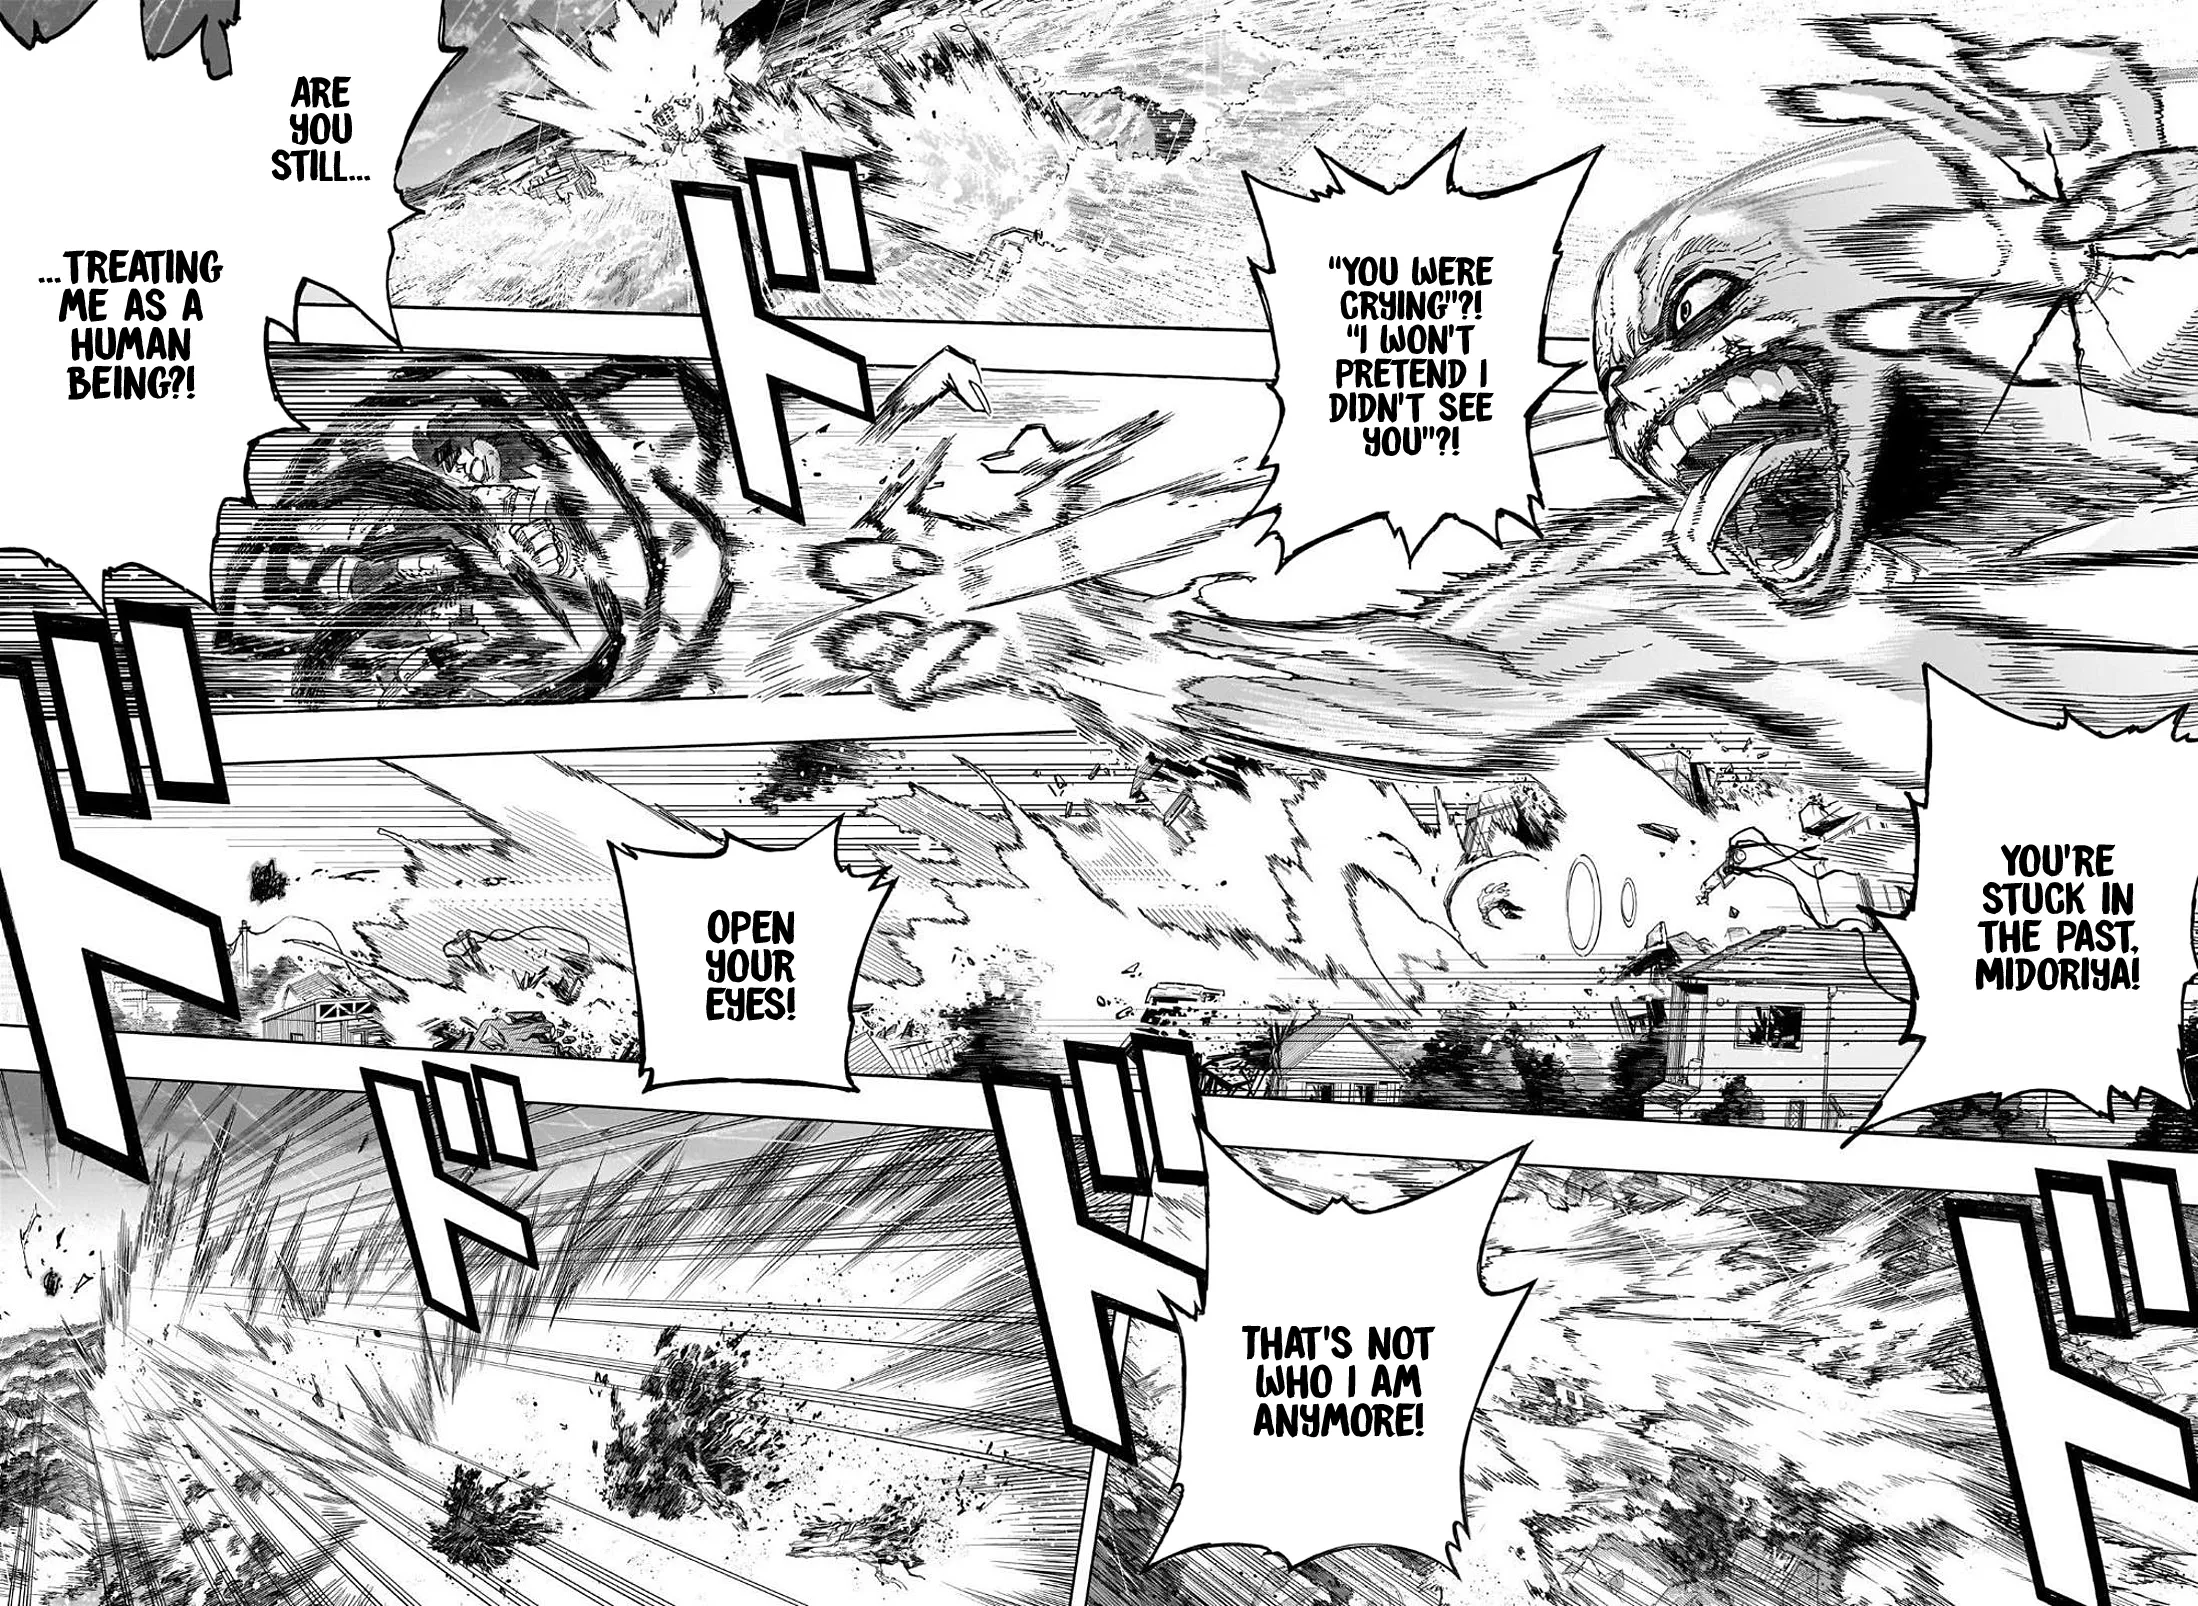 "YOU WERE
CRYING"?!
"I WON'T
PRETEND I
DIDN'T SEE
YOU"?!
ドドド
ARE
YOU
STILL...
...TREATING
ME AS A
HUMAN
BEING?!
YOU'RE
STUCK IN
THE PAST,
MIDORIYA!
OPEN
YOUR
EYES!
ド
THAT'S NOT
WHO I AM
ANYMORE!
ド
ド
ド